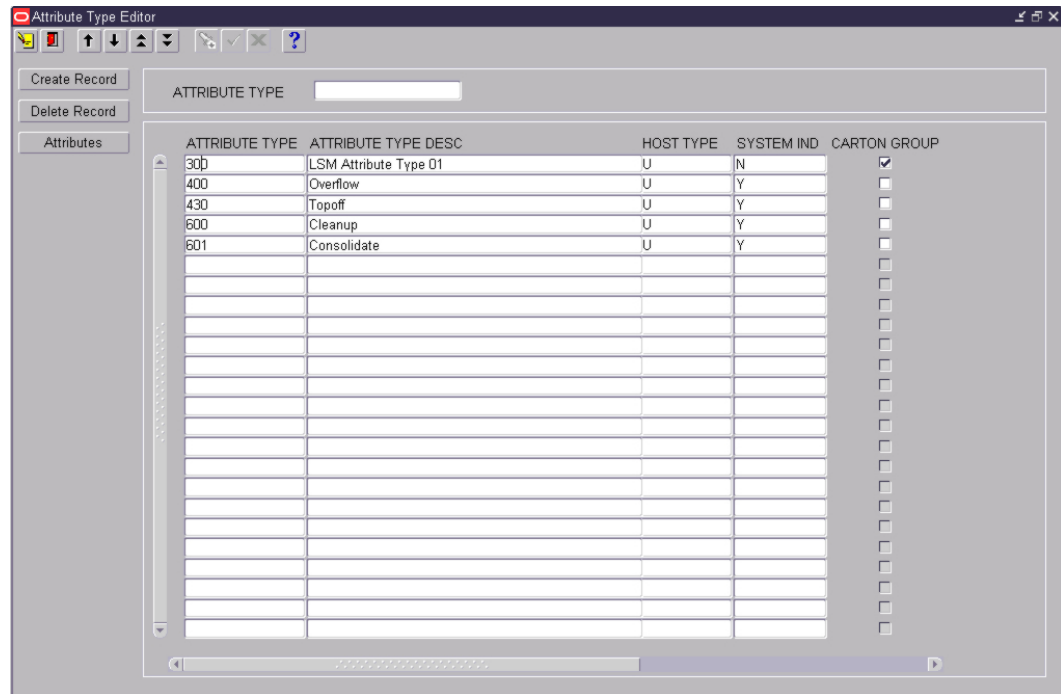 Attribute Type Editor
?
Create Record
Delete Record
Attributes
ATTRIBUTE TYPE
ATTRIBUTE TYPE ATTRIBUTE TYPE DESC HOST TYPE SYSTEM IND CARTON GROUP
300 LSM Attribute Type 01 U N
400 Overflow U Y
430 Topoff U Y
600 Cleanup U Y
601 Consolidate U Y